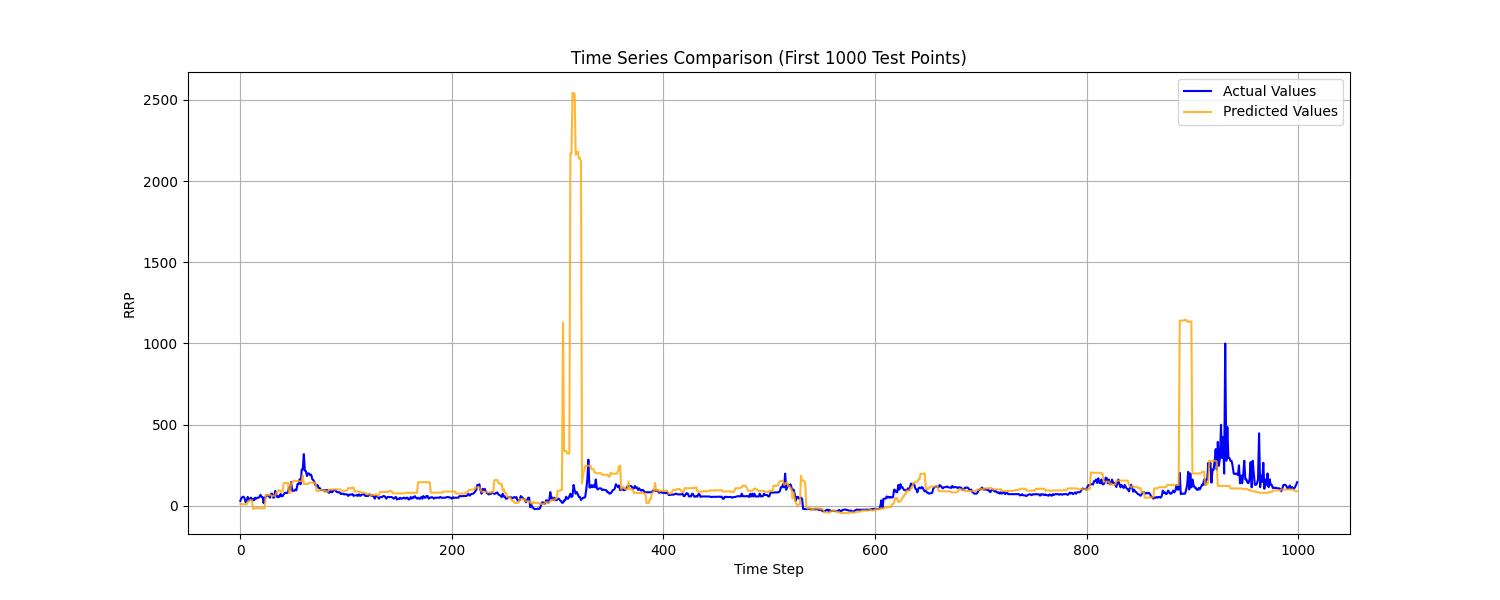 Time Series Comparison (First 1000 Test Points)
Actual Values
Predicted Values
RRP
2500
2000
1500
1000
500
0
0 200 400 600 800 1000
Time Step